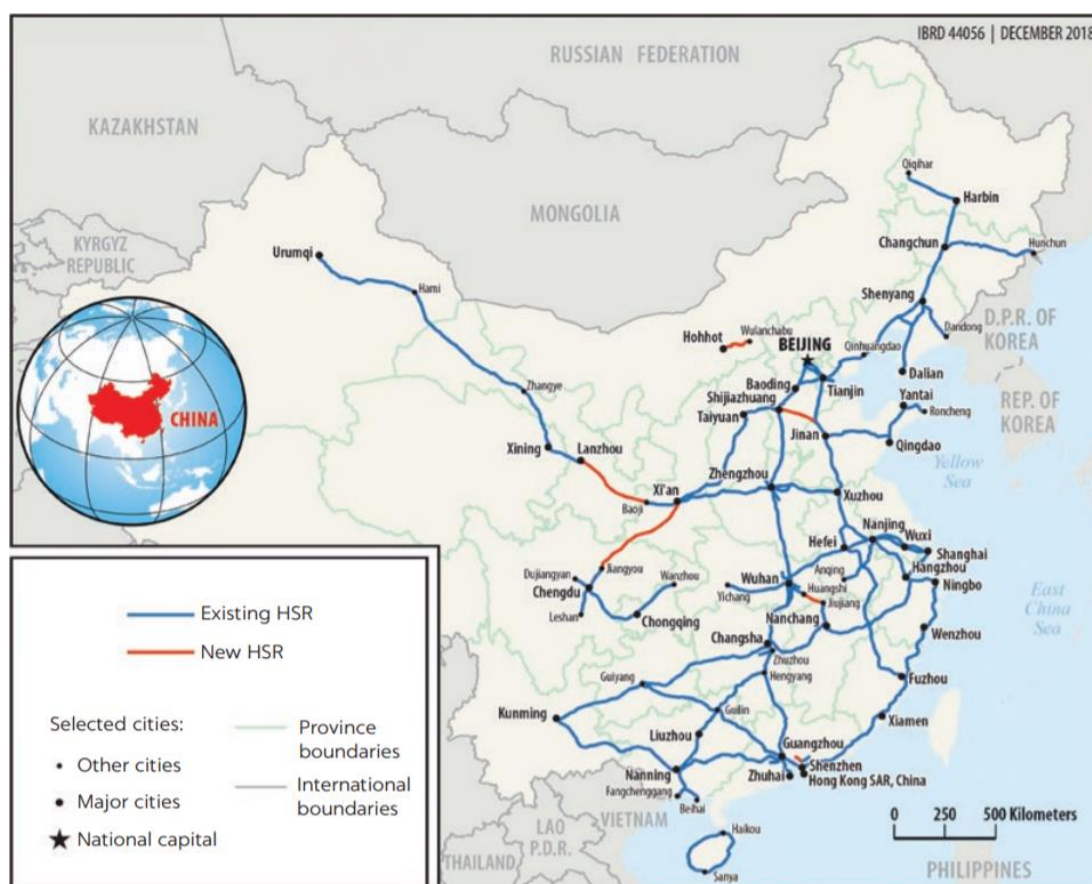 IBRD 44056 | DECEMBER 2018
RUSSIAN FEDERATION
KAZAKHSTAN
MONGOLIA
KYRGYZ
REPUBLIC
Qiqihar
Harbin
Changchun
Hunchun
Urumqi
Hami
Shenyang
Dandong
D.P.R. OF
KOREA
Hohhot
Wulanchabu
BEIJING
Qinhuangdao
Dalian
Baoding
Tianjin
Zhangye
Shijiazhuang
Yantai
Roncheng
REP. OF
KOREA
Taiyuan
CHINA
Jinan
Qingdao
Xining
Lanzhou
Yellow
Sea
Zhengzhou
Baoji
Xi'an
Xuzhou
Nanjing
Wuxi
Hefei
Shanghai
Jiangyou
Anqing
Hangzhou
Dujiangyan
Wanzhou
Wuhan
Huangshi
Ningbo
Chengdu
Yichang
Jiujiang
East
China
Sea
Leshan
Chongqing
Nanchang
Wenzhou
Changsha
Zhuzhou
Hengyang
Guiyang
Fuzhou
Kunming
Guilin
Xiamen
Liuzhou
Guangzhou
Shenzhen
Nanning
Zhuhai
Hong Kong SAR, China
Fangchenggang
Beihai
VIETNAM
Haikou
LAO
P.D.R.
THAILAND
Sanya
PHILIPPINES
0 250 500 Kilometers
Existing HSR
New HSR
Selected cities:
Other cities
Major cities
National capital
Province
boundaries
International
boundaries